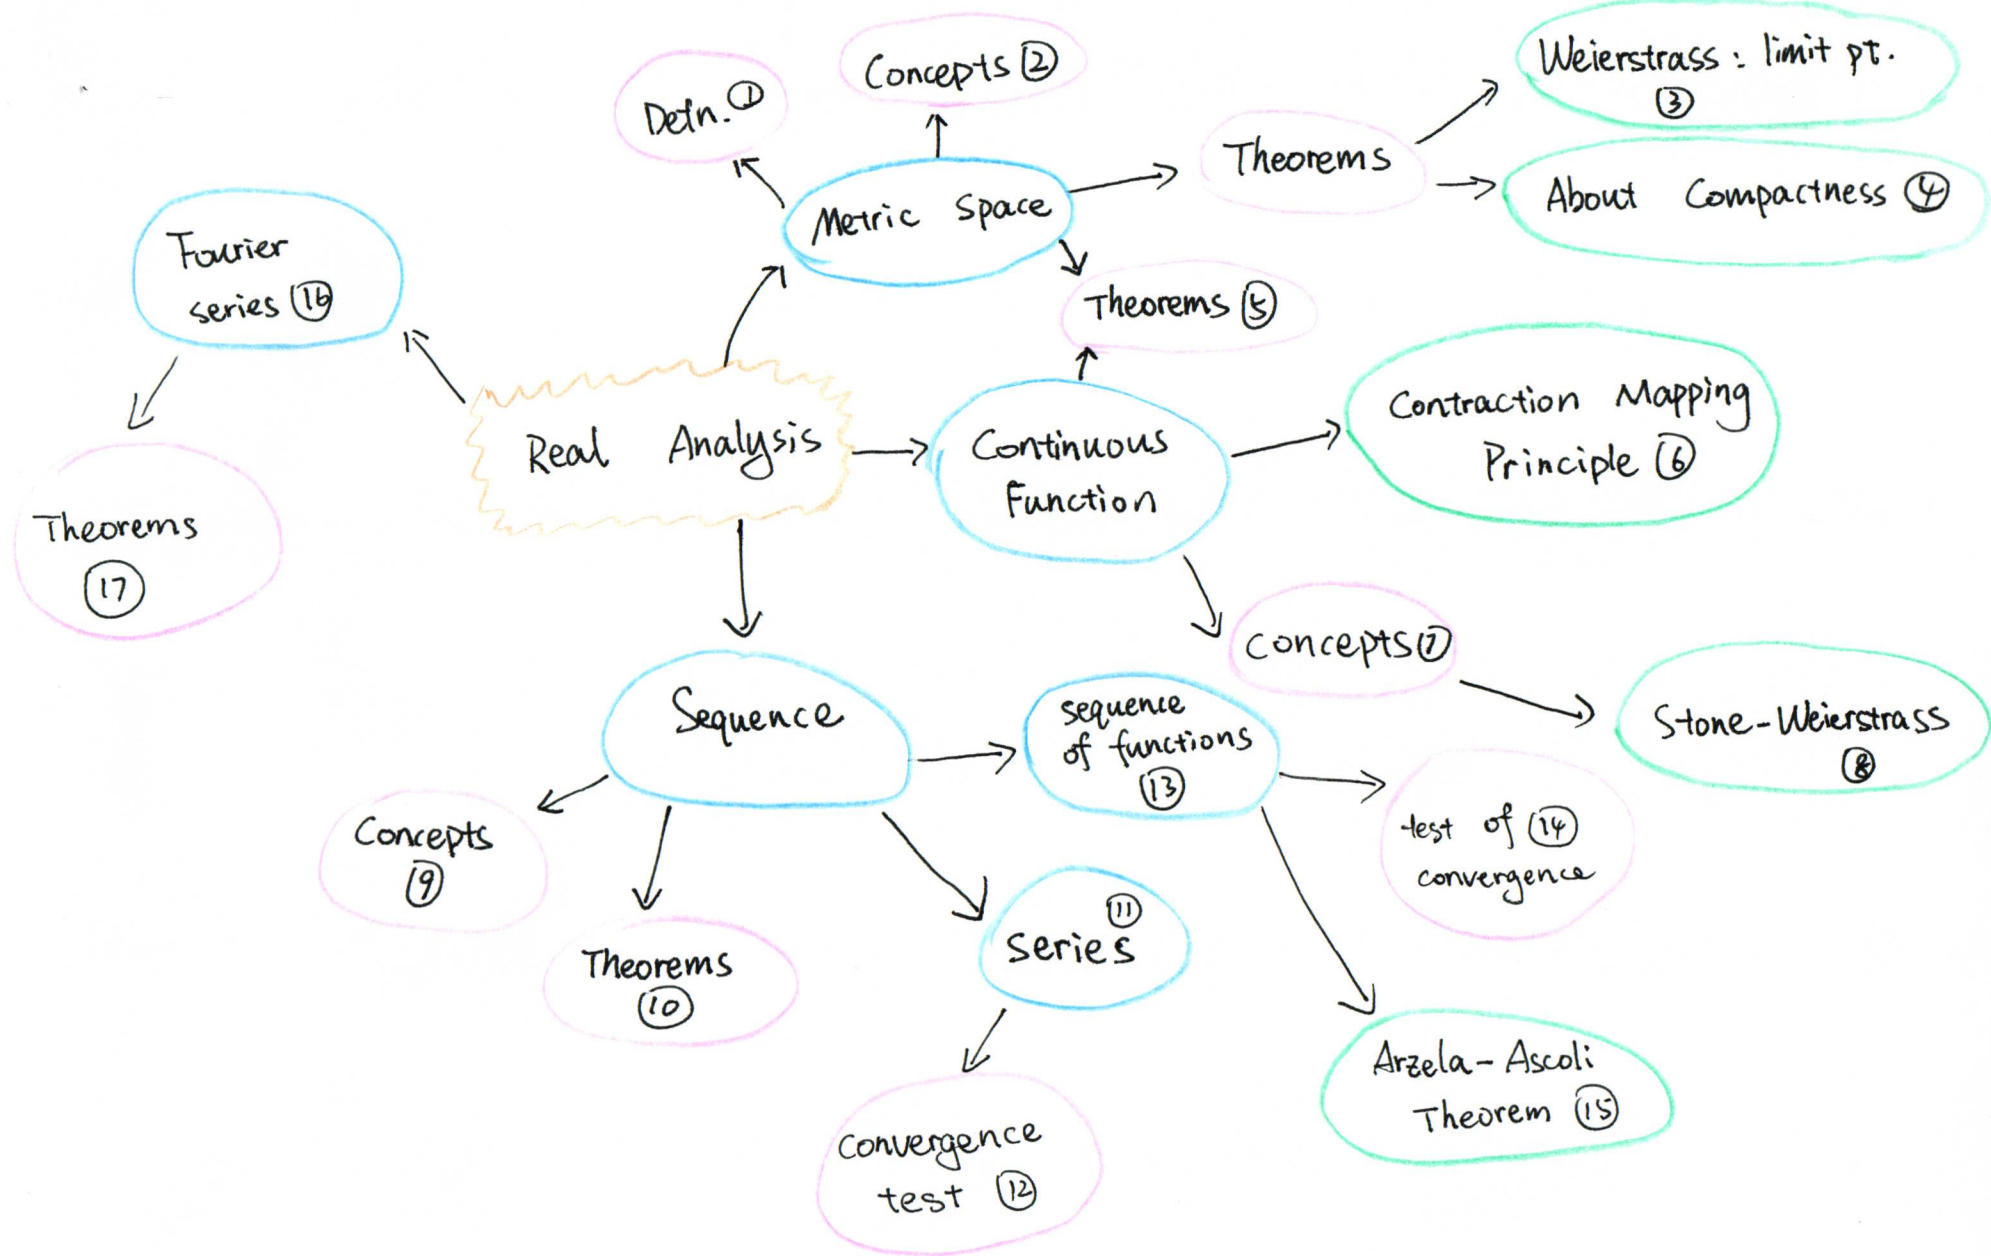 Concepts ②
Defn. ①
Weierstrass : limit pt.
③
Theorems
About Compactness ④
Metric Space
Fourier
series ⑯
Theorems ⑤
Contraction Mapping
Principle ⑥
Real Analysis
Continuous
Function
Theorems
⑰
Concepts ⑦
Stone-Weierstrass
⑧
Sequence
sequence
of functions
⑬
test of ⑭
convergence
Concepts
⑨
Theorems
⑩
⑪
Series
Arzela-Ascoli
Theorem ⑮
Convergence
test ⑫